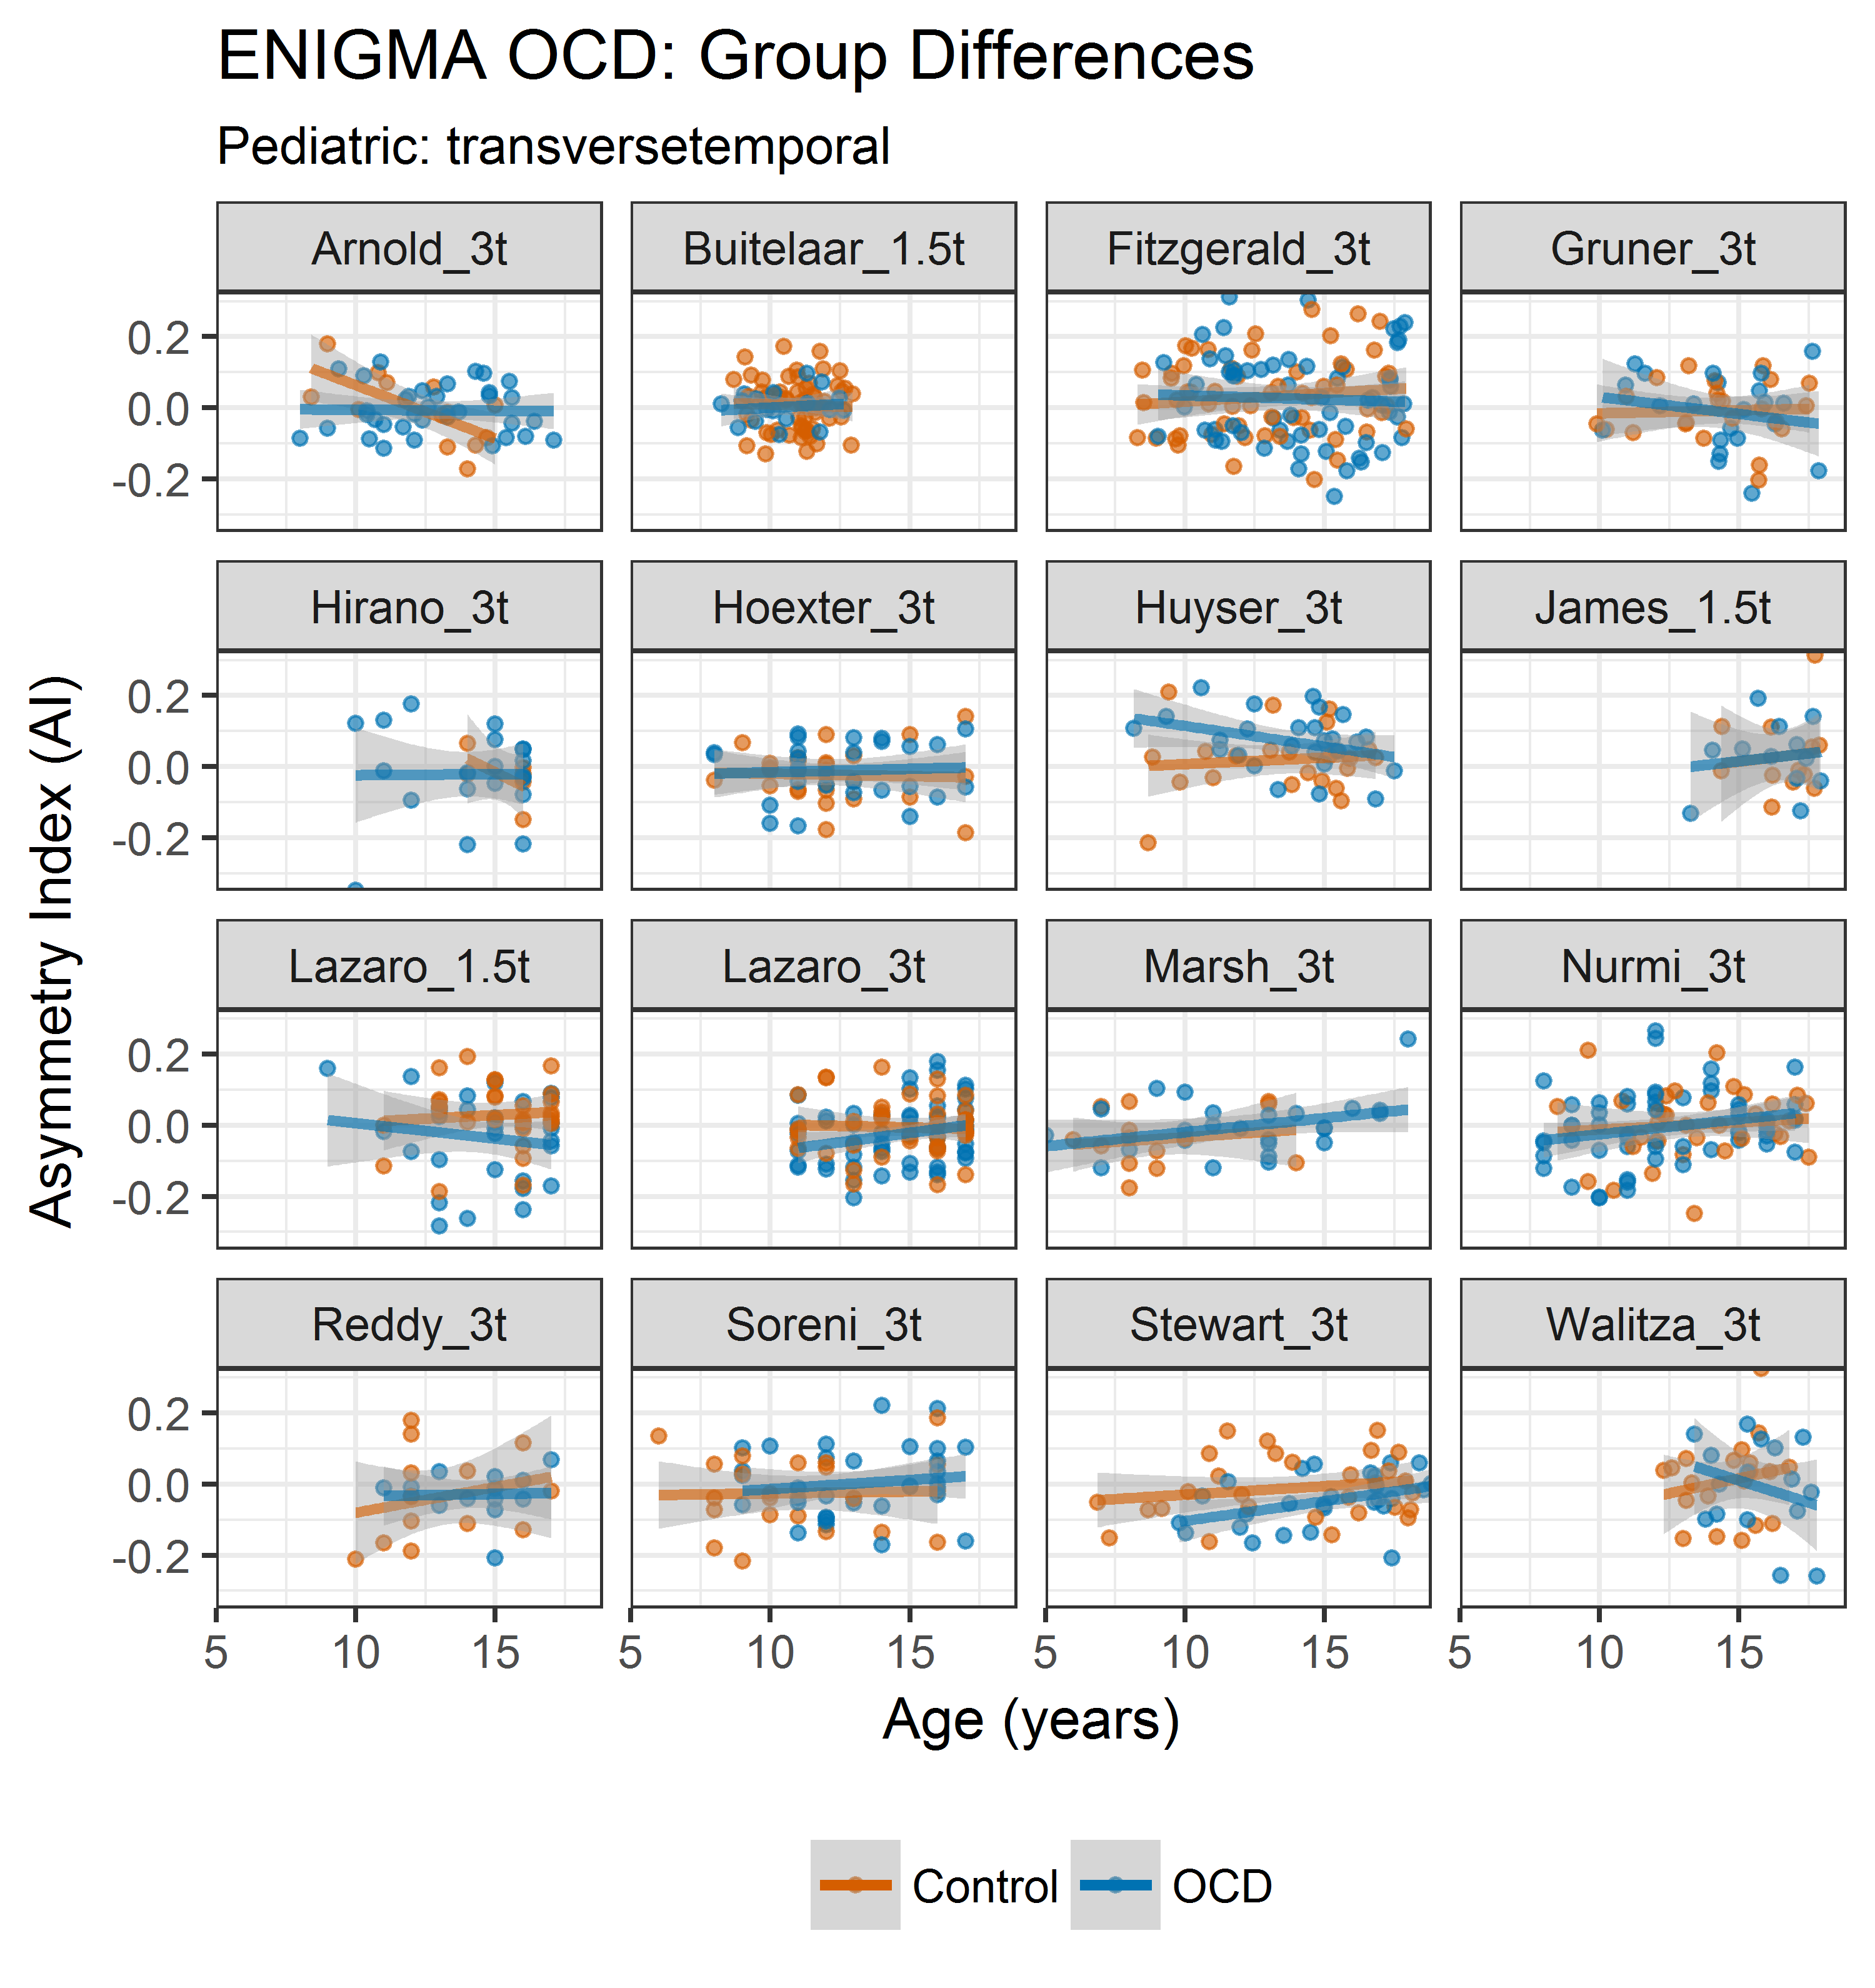 ENIGMA OCD: Group Differences
Pediatric: transversetemporal
Arnold_3t Buitelaar_1.5t Fitzgerald_3t Gruner_3t
0.2
0.0
-0.2
Hirano_3t Hoexter_3t Huyser_3t James_1.5t
0.2
0.0
-0.2
Asymmetry Index (AI)
Lazaro_1.5t Lazaro_3t Marsh_3t Nurmi_3t
0.2
0.0
-0.2
Reddy_3t Soreni_3t Stewart_3t Walitza_3t
0.2
0.0
-0.2
5 10 15 5 10 15 5 10 15 5 10 15
Age (years)
Control OCD